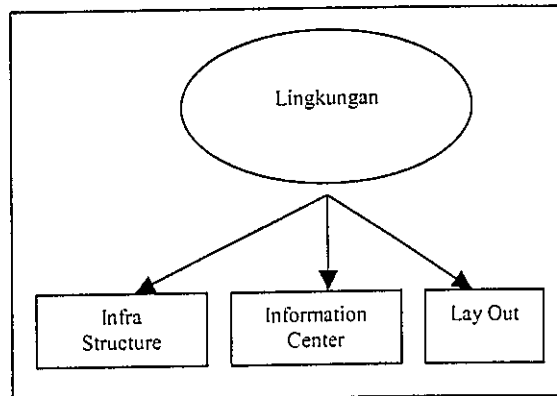 Lingkungan
Infra
Structure
Information
Center
Lay Out